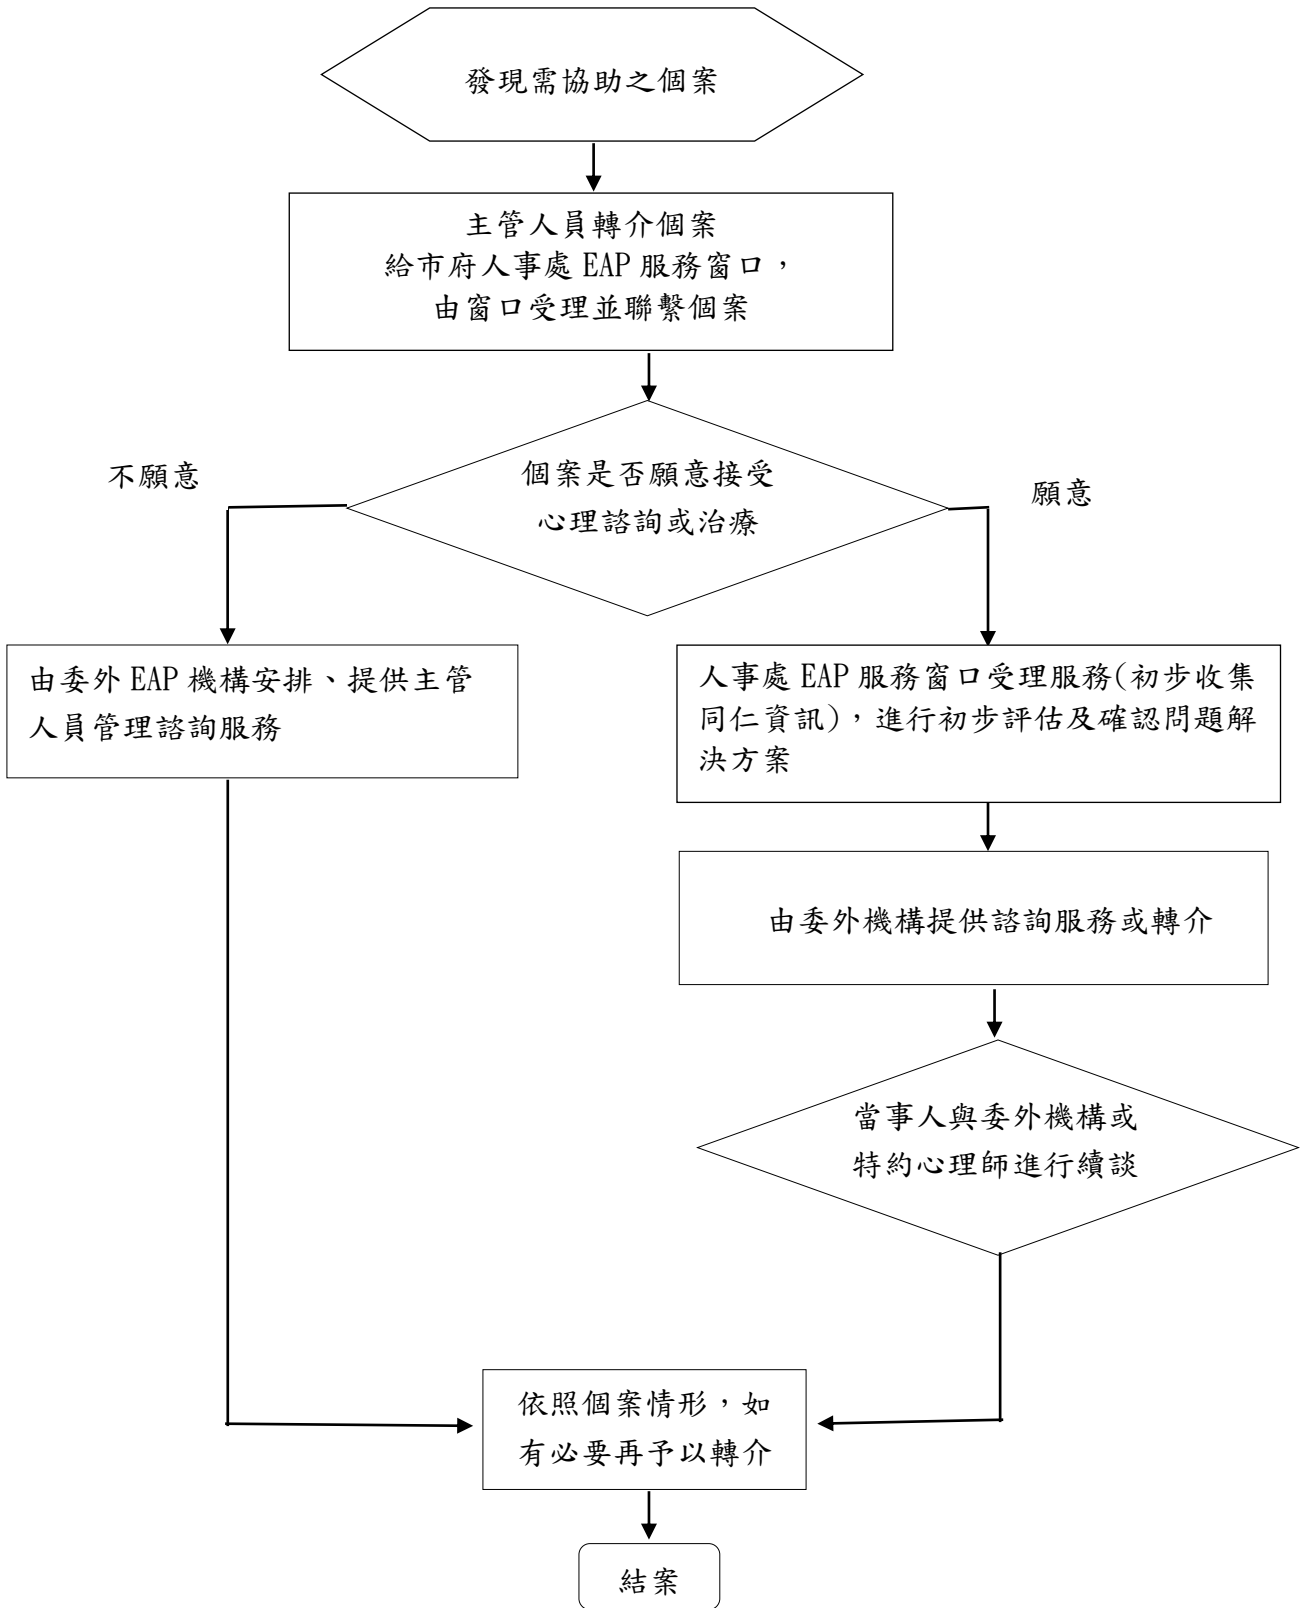 發現需協助之個案
主管人員轉介個案
給市府人事處 EAP 服務窗口，
由窗口受理並聯繫個案
不願意
個案是否願意接受
心理諮詢或治療
願意
由委外 EAP 機構安排、提供主管
人員管理諮詢服務
人事處 EAP 服務窗口受理服務(初步收集
同仁資訊)，進行初步評估及確認問題解
決方案
由委外機構提供諮詢服務或轉介
當事人與委外機構或
特約心理師進行續談
依照個案情形，如
有必要再予以轉介
結案